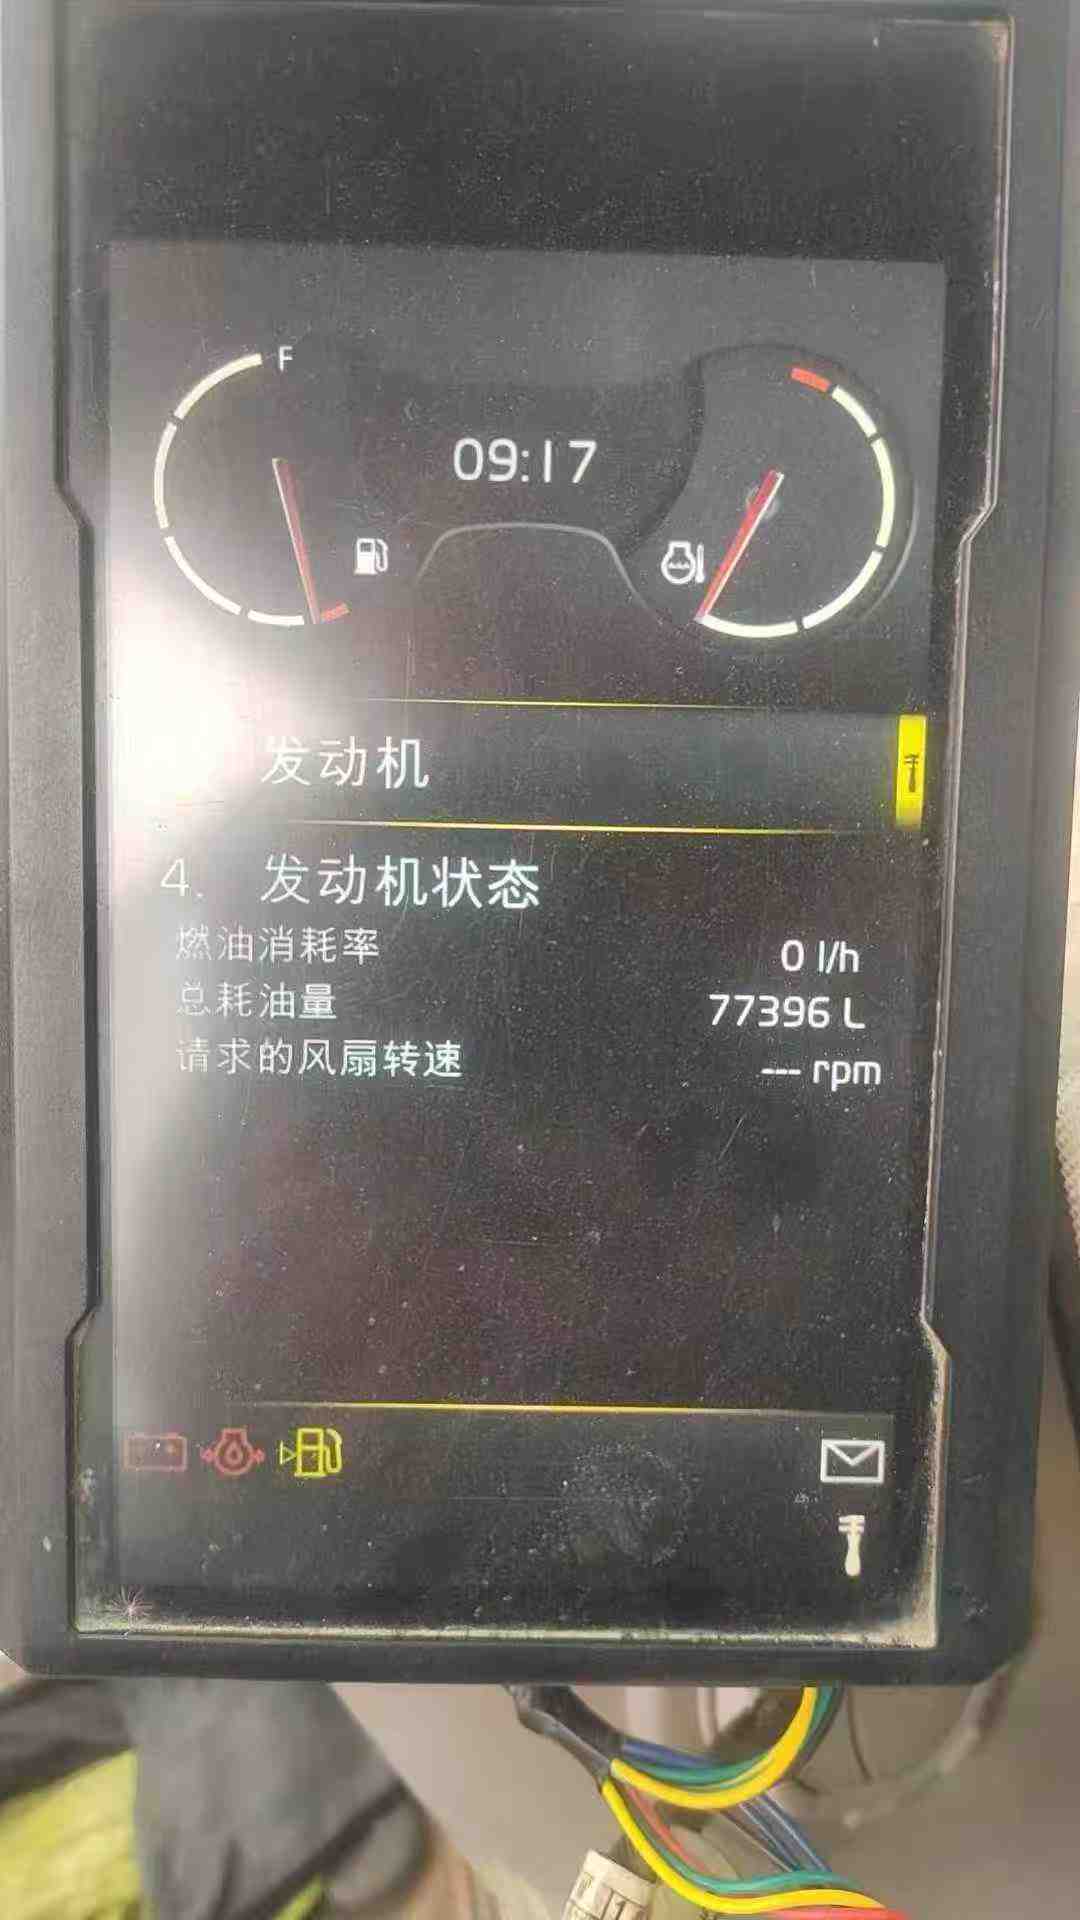 F
09:17
发动机
4. 发动机状态
燃油消耗率 0 l/h
总耗油量 77396 L
请求的风扇转速 --- rpm